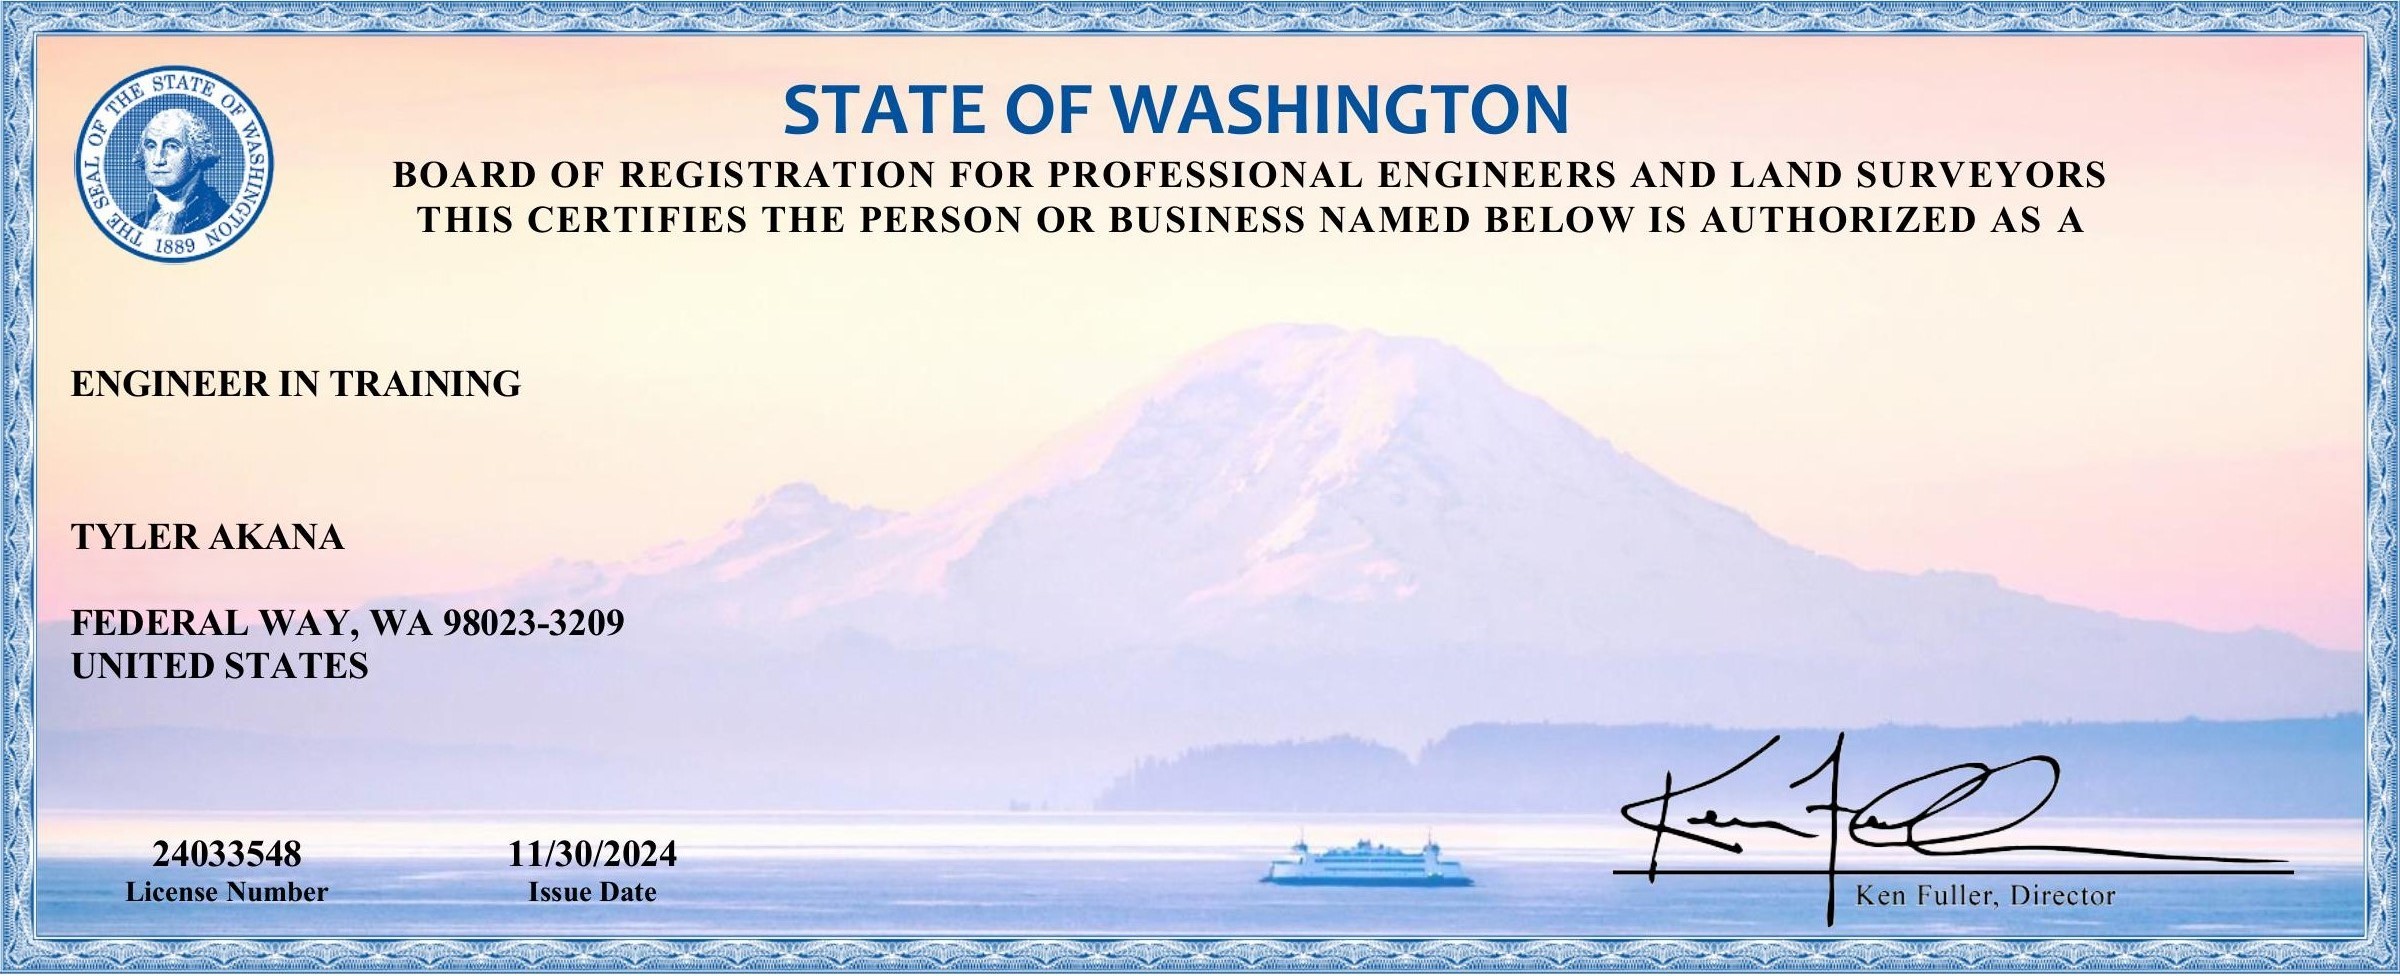 THE SEAL OF THE STATE OF WASHINGTON
1889
STATE OF WASHINGTON
BOARD OF REGISTRATION FOR PROFESSIONAL ENGINEERS AND LAND SURVEYORS
THIS CERTIFIES THE PERSON OR BUSINESS NAMED BELOW IS AUTHORIZED AS A
ENGINEER IN TRAINING
TYLER AKANA
FEDERAL WAY, WA 98023-3209
UNITED STATES
24033548
License Number
11/30/2024
Issue Date
Ken Fuller
Ken Fuller, Director